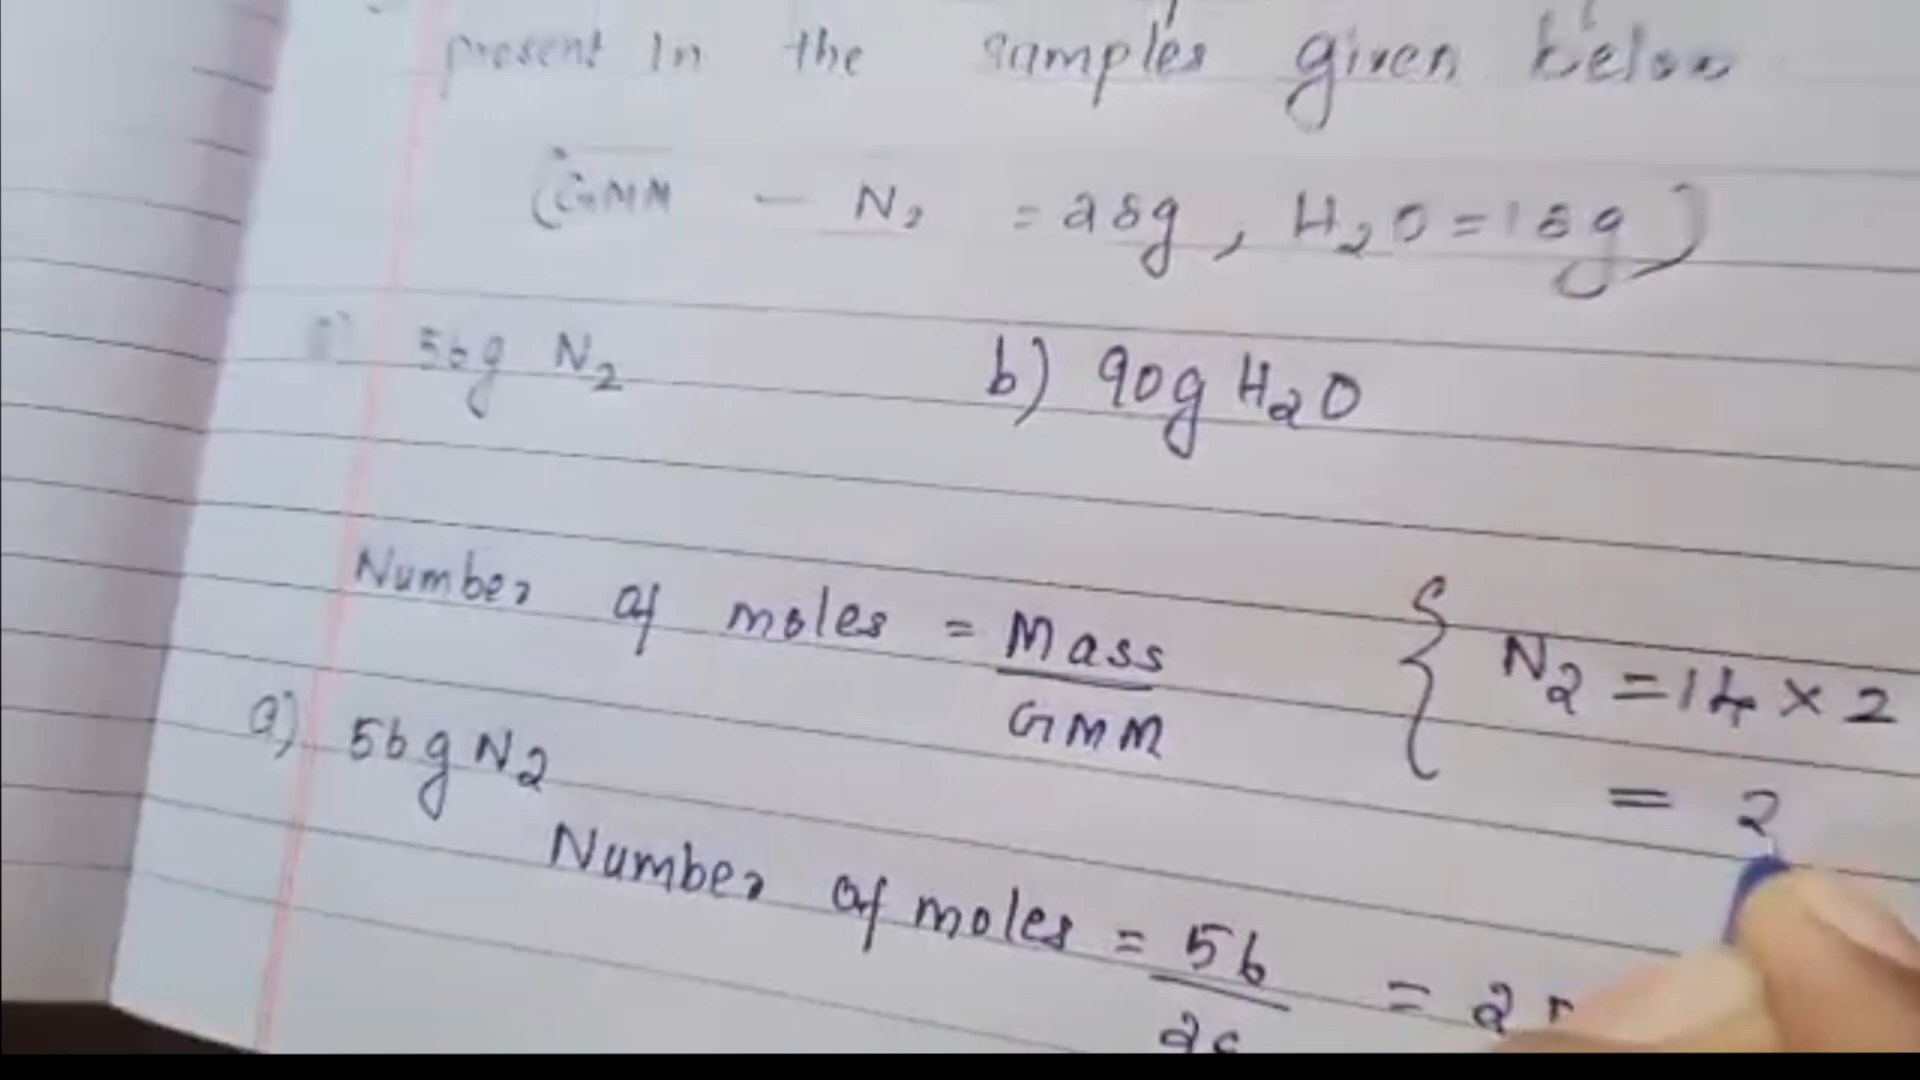 present in the samples given below
(GMM - N2 = 28g, H2O = 18g)
56g N2 b) 90g H2O
Number of moles = Mass
GMM
{ N2 = 14 × 2
= 2
a) 56g N2
Number of moles = 56
= 2